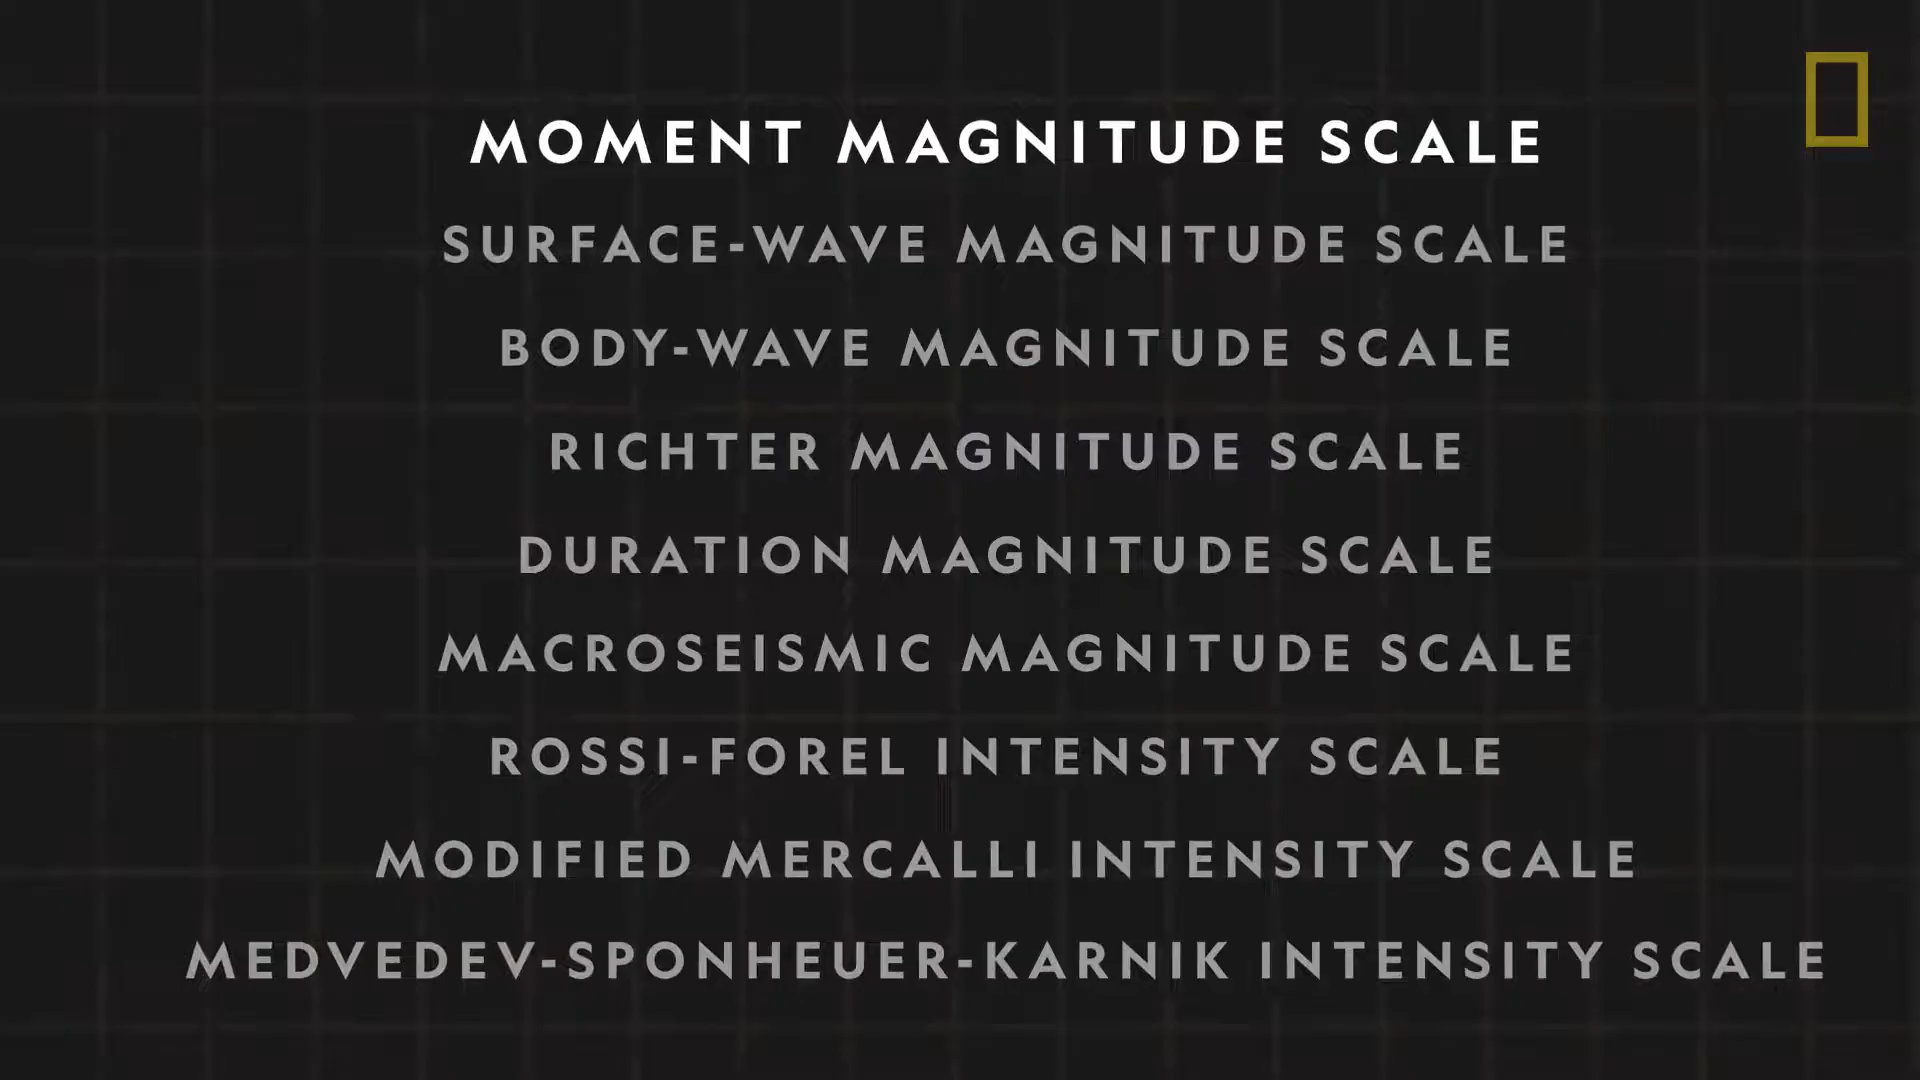 MOMENT MAGNITUDE SCALE
SURFACE-WAVE MAGNITUDE SCALE
BODY-WAVE MAGNITUDE SCALE
RICHTER MAGNITUDE SCALE
DURATION MAGNITUDE SCALE
MACROSEISMIC MAGNITUDE SCALE
ROSSI-FOREL INTENSITY SCALE
MODIFIED MERCALLI INTENSITY SCALE
MEDVEDEV-SPONHEUER-KARNIK INTENSITY SCALE